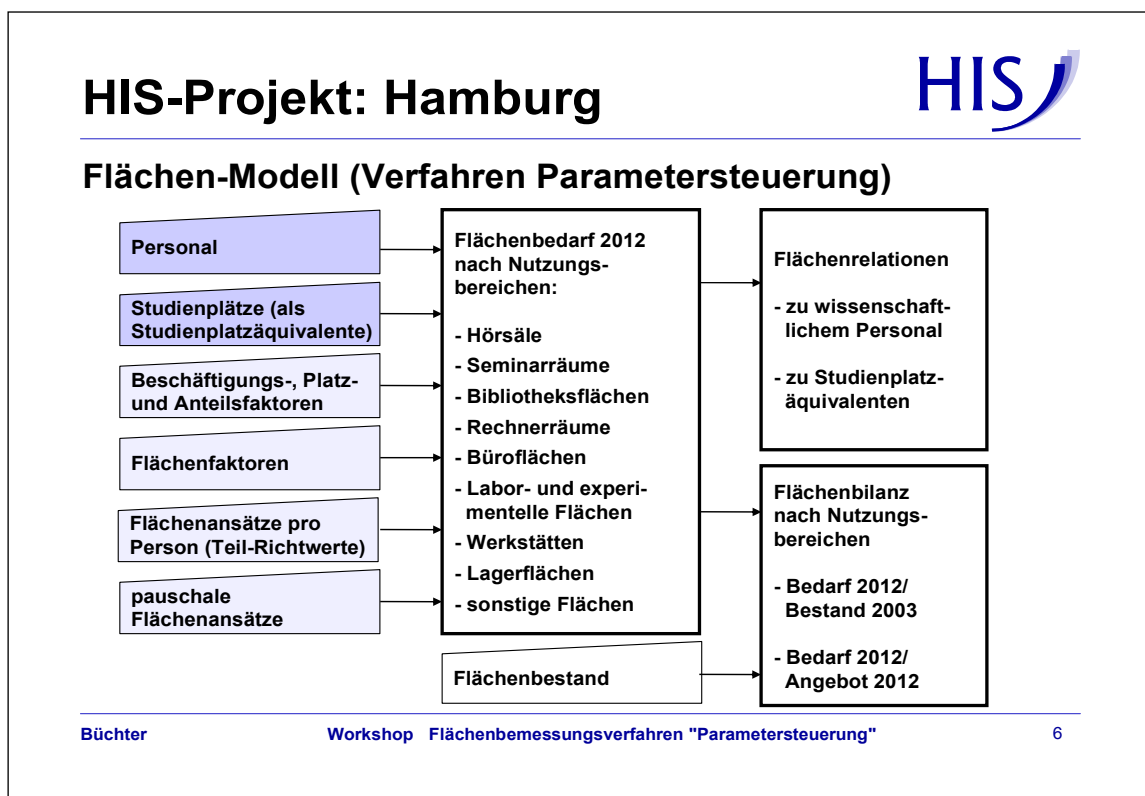 HIS-Projekt: Hamburg
HIS
Flächen-Modell (Verfahren Parametersteuerung)
Personal
Studienplätze (als
Studienplatzäquivalente)
Beschäftigungs-, Platz-
und Anteilsfaktoren
Flächenfaktoren
Flächenansätze pro
Person (Teil-Richtwerte)
pauschale
Flächenansätze
Flächenbedarf 2012
nach Nutzungs-
bereichen:
- Hörsäle
- Seminarräume
- Bibliotheksflächen
- Rechnerräume
- Büroflächen
- Labor- und experi-
mentelle Flächen
- Werkstätten
- Lagerflächen
- sonstige Flächen
Flächenbestand
Flächenrelationen
- zu wissenschaft-
lichem Personal
- zu Studienplatz-
äquivalenten
Flächenbilanz
nach Nutzungs-
bereichen
- Bedarf 2012/
Bestand 2003
- Bedarf 2012/
Angebot 2012
Büchter Workshop Flächenbemessungsverfahren "Parametersteuerung" 6